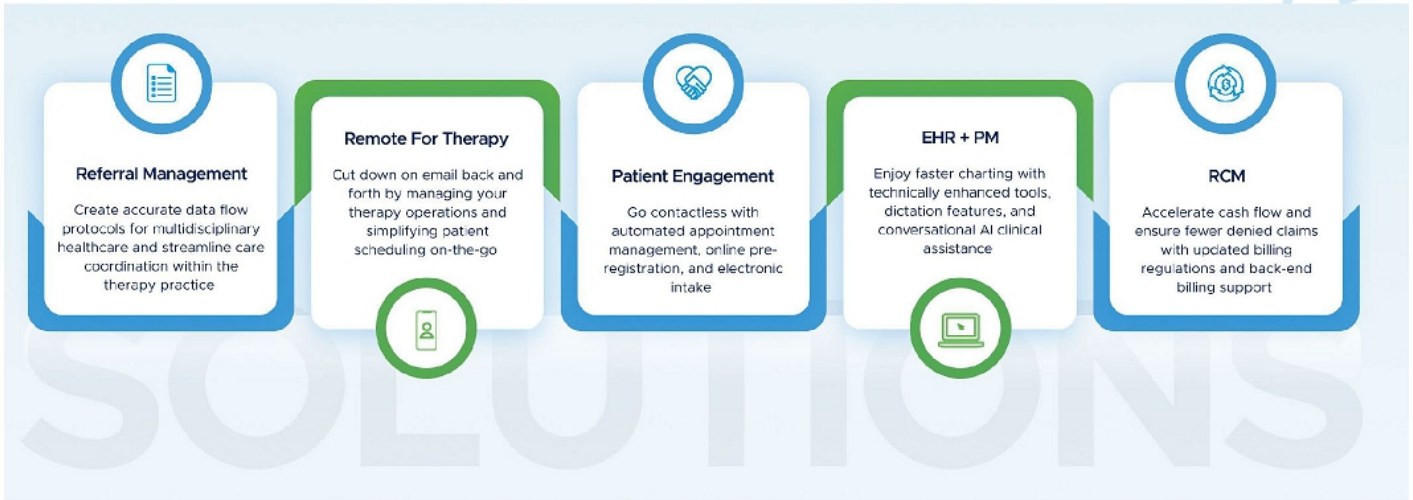 Referral Management
Create accurate data flow
protocols for multidisciplinary
healthcare and streamline care
coordination within the
therapy practice
Remote For Therapy
Cut down on email back and
forth by managing your
therapy operations and
simplifying patient
scheduling on-the-go
Patient Engagement
Go contactless with
automated appointment
management, online pre-
registration, and electronic
intake
EHR + PM
Enjoy faster charting with
technically enhanced tools,
dictation features, and
conversational AI clinical
assistance
RCM
Accelerate cash flow and
ensure fewer denied claims
with updated billing
regulations and back-end
billing support
SOLUTIONS